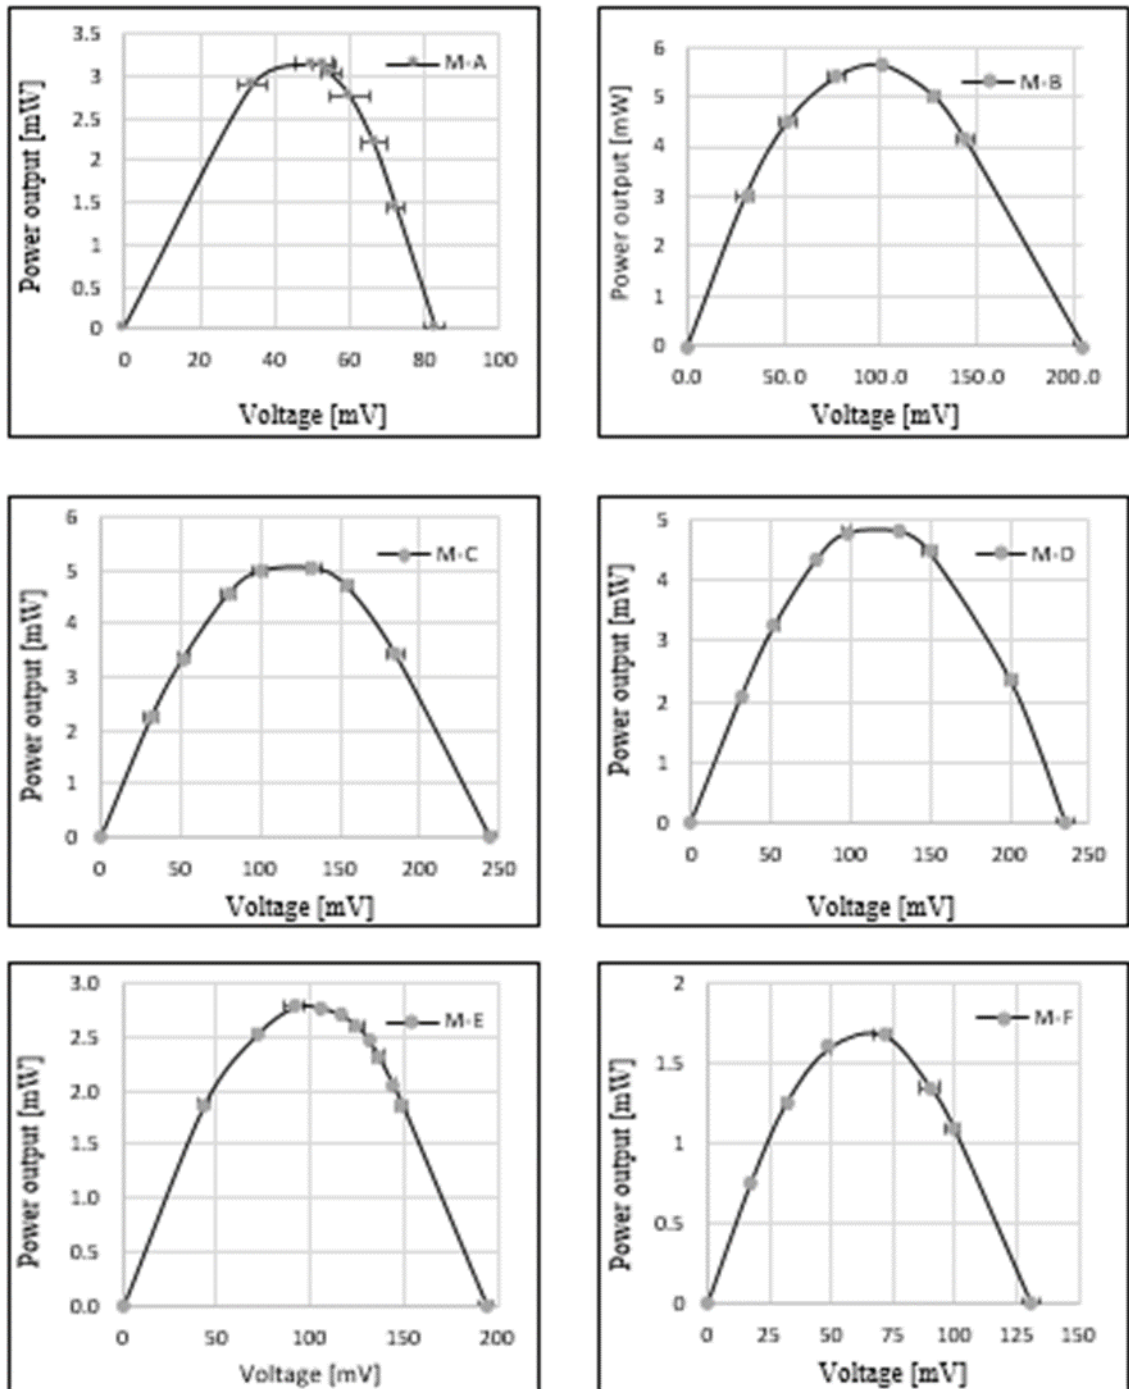 3.5
3
2.5
2
1.5
1
0.5
0
Power output [mW]
M-A
0 20 40 60 80 100
Voltage [mV]
6
5
4
3
2
1
0
Power output [mW]
M-B
0.0 50.0 100.0 150.0 200.0
Voltage [mV]
6
5
4
3
2
1
0
Power output [mW]
M-C
0 50 100 150 200 250
Voltage [mV]
5
4
3
2
1
0
Power output [mW]
M-D
0 50 100 150 200 250
Voltage [mV]
3.0
2.5
2.0
1.5
1.0
0.5
0.0
Power output [mW]
M-E
0 50 100 150 200
Voltage [mV]
2
1.5
1
0.5
0
Power output [mW]
M-F
0 25 50 75 100 125 150
Voltage [mV]